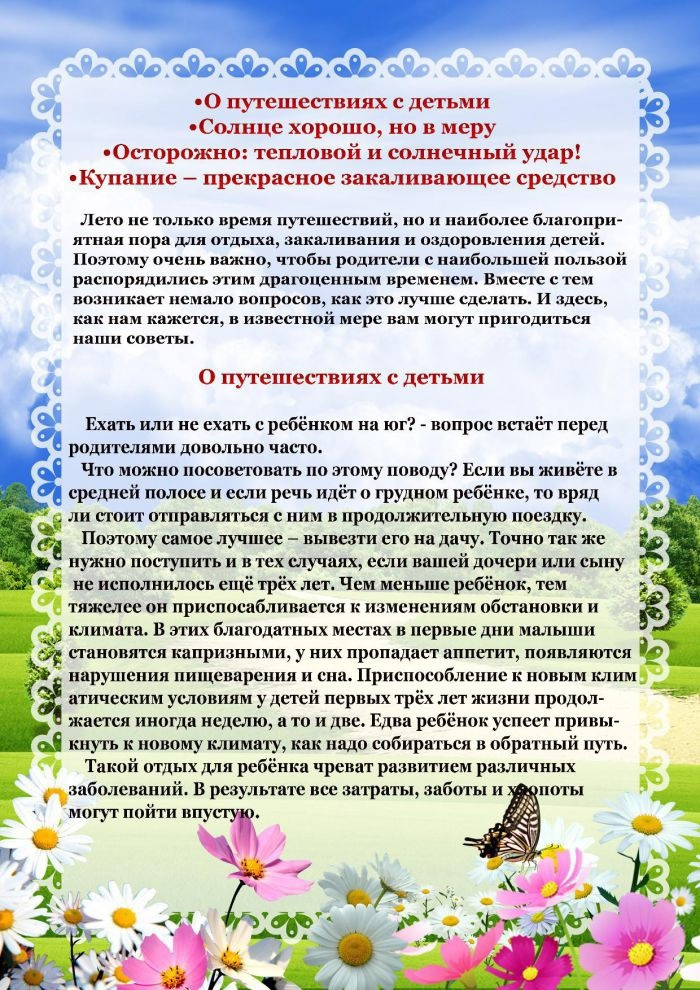 •О путешествиях с детьми
•Солнце хорошо, но в меру
•Осторожно: тепловой и солнечный удар!
•Купание – прекрасное закаливающее средство
Лето не только время путешествий, но и наиболее благопри-
ятная пора для отдыха, закаливания и оздоровления детей.
Поэтому очень важно, чтобы родители с наибольшей пользой
распорядились этим драгоценным временем. Вместе с тем
возникает немало вопросов, как это лучше сделать. И здесь,
как нам кажется, в известной мере вам могут пригодиться
наши советы.
О путешествиях с детьми
Ехать или не ехать с ребёнком на юг? - вопрос встаёт перед
родителями довольно часто.
Что можно посоветовать по этому поводу? Если вы живёте в
средней полосе и если речь идёт о грудном ребёнке, то вряд
ли стоит отправляться с ним в продолжительную поездку.
Поэтому самое лучшее – вывезти его на дачу. Точно так же
нужно поступить и в тех случаях, если вашей дочери или сыну
не исполнилось ещё трёх лет. Чем меньше ребёнок, тем
тяжелее он приспосабливается к изменениям обстановки и
климата. В этих благодатных местах в первые дни малыши
становятся капризными, у них пропадает аппетит, появляются
нарушения пищеварения и сна. Приспособление к новым клим
атическим условиям у детей первых трёх лет жизни продол-
жается иногда неделю, а то и две. Едва ребёнок успеет привы-
кнуть к новому климату, как надо собираться в обратный путь.
Такой отдых для ребёнка чреват развитием различных
заболеваний. В результате все затраты, заботы и хлопоты
могут пойти впустую.